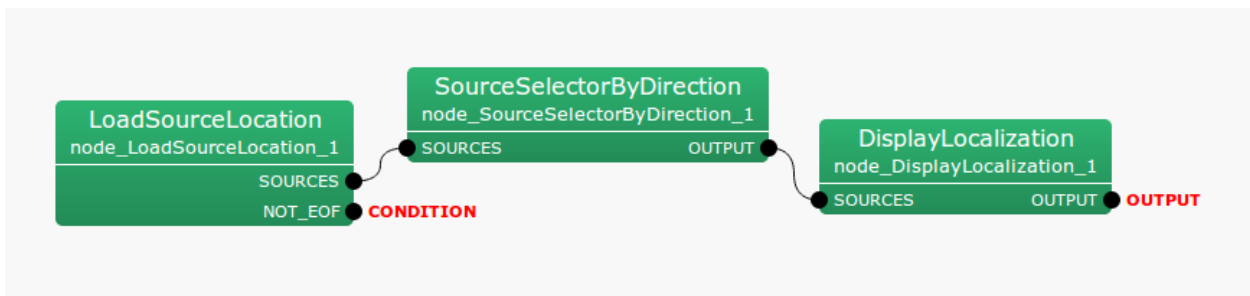 LoadSourceLocation
node_LoadSourceLocation_1
SOURCES
NOT_EOF CONDITION
SourceSelectorByDirection
node_SourceSelectorByDirection_1
SOURCES OUTPUT
DisplayLocalization
node_DisplayLocalization_1
SOURCES OUTPUT OUTPUT